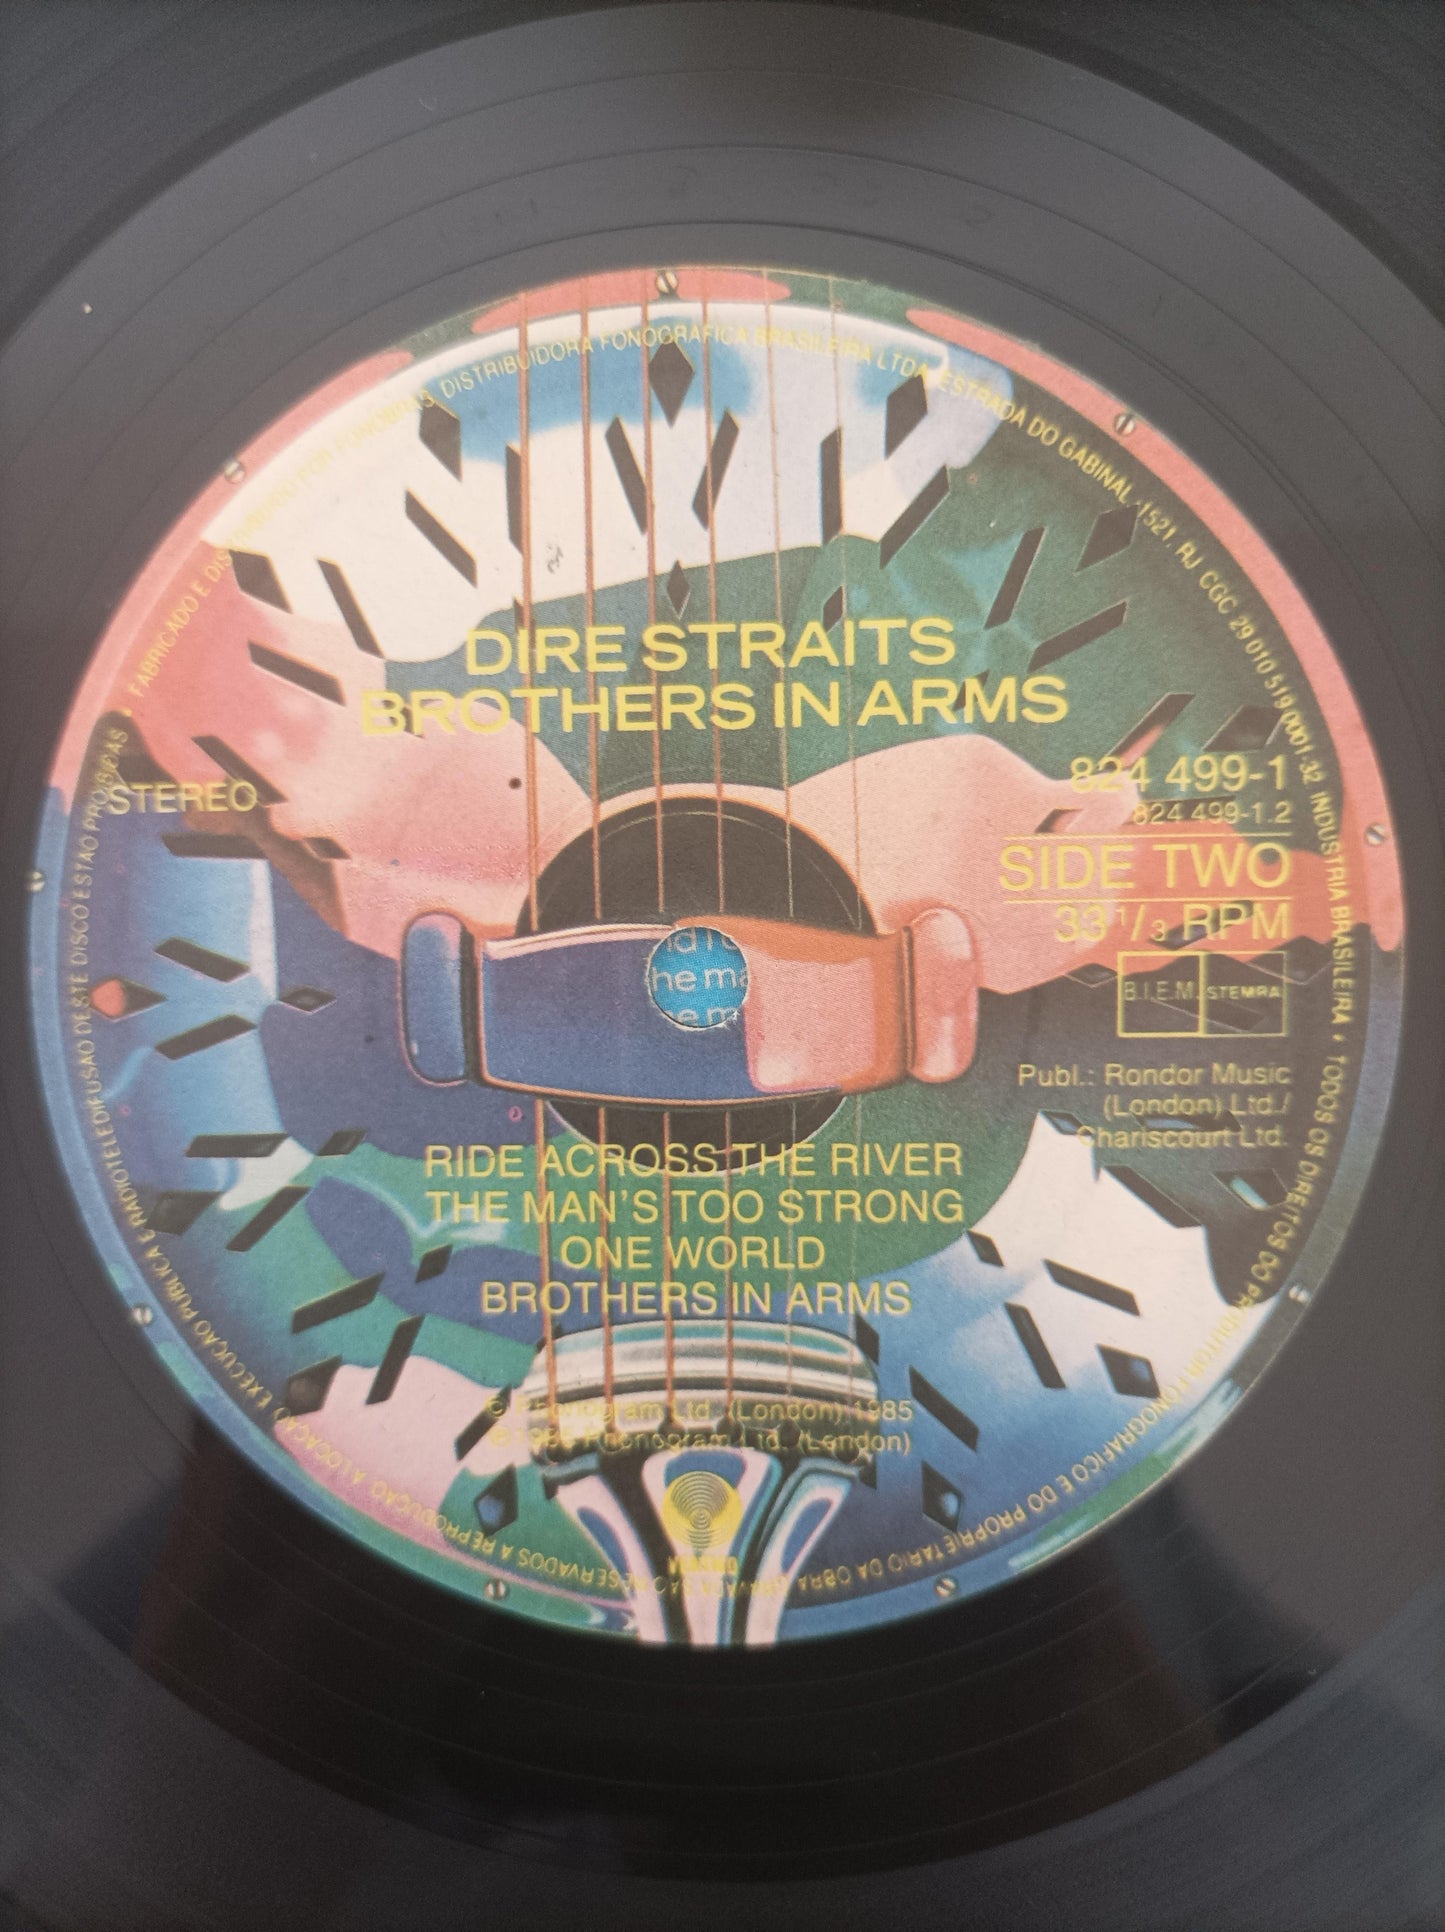 DIRE STRAITS
BROTHERS IN ARMS
STEREO
824 499-1
824 499-1.2
SIDE TWO
33 1/3 RPM
B.I.E.M. STEMRA
Publ.: Rondor Music
(London) Ltd./
Chariscourt Ltd.
RIDE ACROSS THE RIVER
THE MAN'S TOO STRONG
ONE WORLD
BROTHERS IN ARMS
© Phonogram Ltd. (London) 1985
℗ 1985 Phonogram Ltd. (London)
VERTIGO
FABRICADO E DISTRIBUIDO POR FONOBRAS DISTRIBUIDORA FONOGRAFICA BRASILEIRA LTDA. ESTRADA DO GABINAL, 1521. RJ CGC 29 010 519 0001.32 INDUSTRIA BRASILEIRA • TODOS OS DIREITOS DO PRODUTOR FONOGRAFICO E DO PROPRIETARIO DA OBRA GRAVADA SAO RESERVADOS A REPRODUCAO A LOCACAO EXECUCAO PUBLICA E RADIOTELEDIFUSAO DESTE DISCO ESTAO PROIBIDAS
he ma